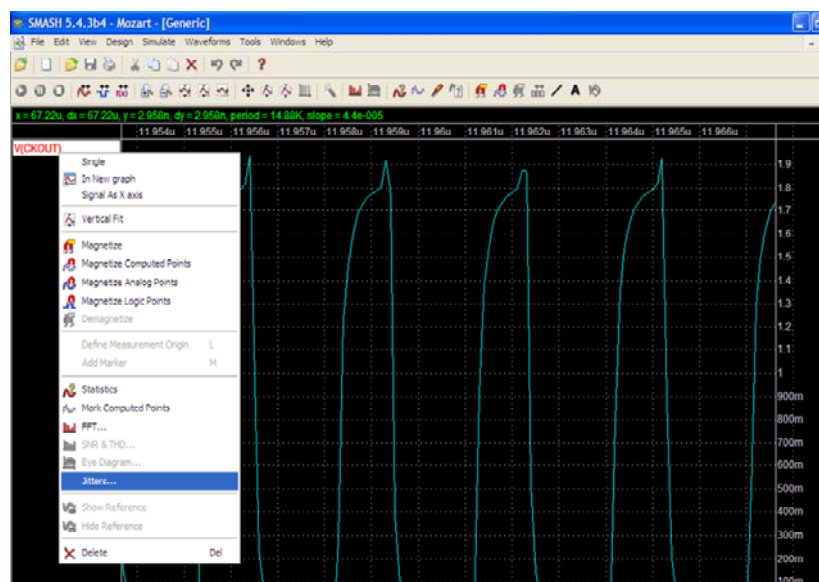 SMASH 5.4.3b4 - Mozart - [Generic]
File Edit View Design Simulate Waveforms Tools Windows Help
x = 67.22u, dx = 67.22u, y = 2.958n, dy = 2.958n, period = 14.88K, slope = 4.4e-005
11.954u 11.955u 11.956u 11.957u 11.958u 11.959u 11.96u 11.961u 11.962u 11.963u 11.964u 11.965u 11.966u
V(CKOUT)
Single
In New graph
Signal As X axis
Vertical Fit
Magnetize
Magnetize Computed Points
Magnetize Analog Points
Magnetize Logic Points
Demagnetize
Define Measurement Origin L
Add Marker M
Statistics
Mark Computed Points
FFT...
SNR & THD...
Eye Diagram...
Jitters...
Show Reference
Hide Reference
Delete Del
1.9
1.8
1.7
1.6
1.5
1.4
1.3
1.2
1.1
1
900m
800m
700m
600m
500m
400m
300m
200m
100m